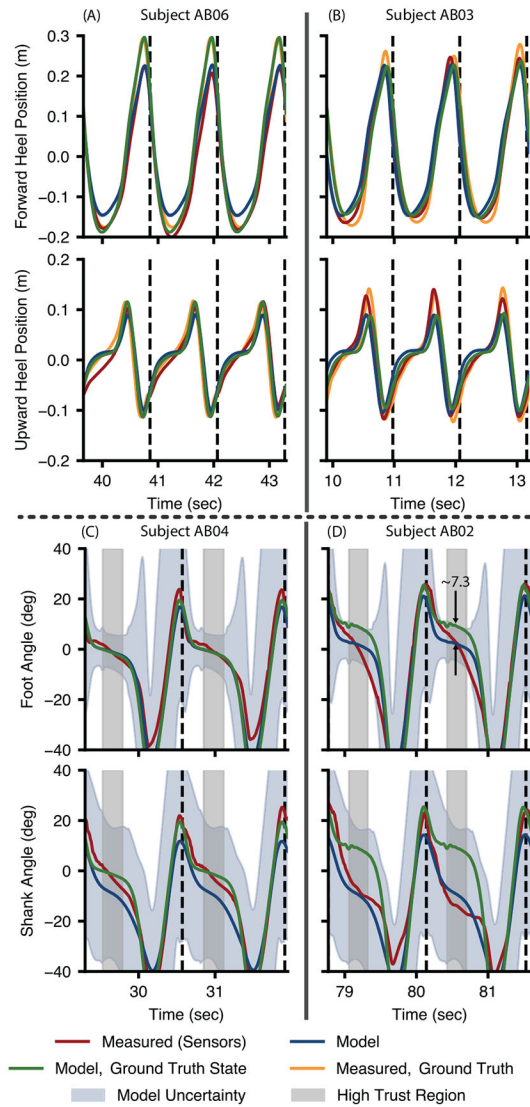 (A) Subject AB06
(B) Subject AB03
Forward Heel Position (m)
0.3
0.2
0.1
0.0
−0.1
−0.2
Upward Heel Position (m)
0.2
0.1
0.0
−0.1
−0.2
40 41 42 43
10 11 12 13
Time (sec)
Time (sec)
(C) Subject AB04
(D) Subject AB02
Foot Angle (deg)
40
20
0
−20
−40
~7.3
Shank Angle (deg)
40
20
0
−20
−40
30 31
79 80 81
Time (sec)
Time (sec)
Measured (Sensors)
Model
Model, Ground Truth State
Measured, Ground Truth
Model Uncertainty
High Trust Region